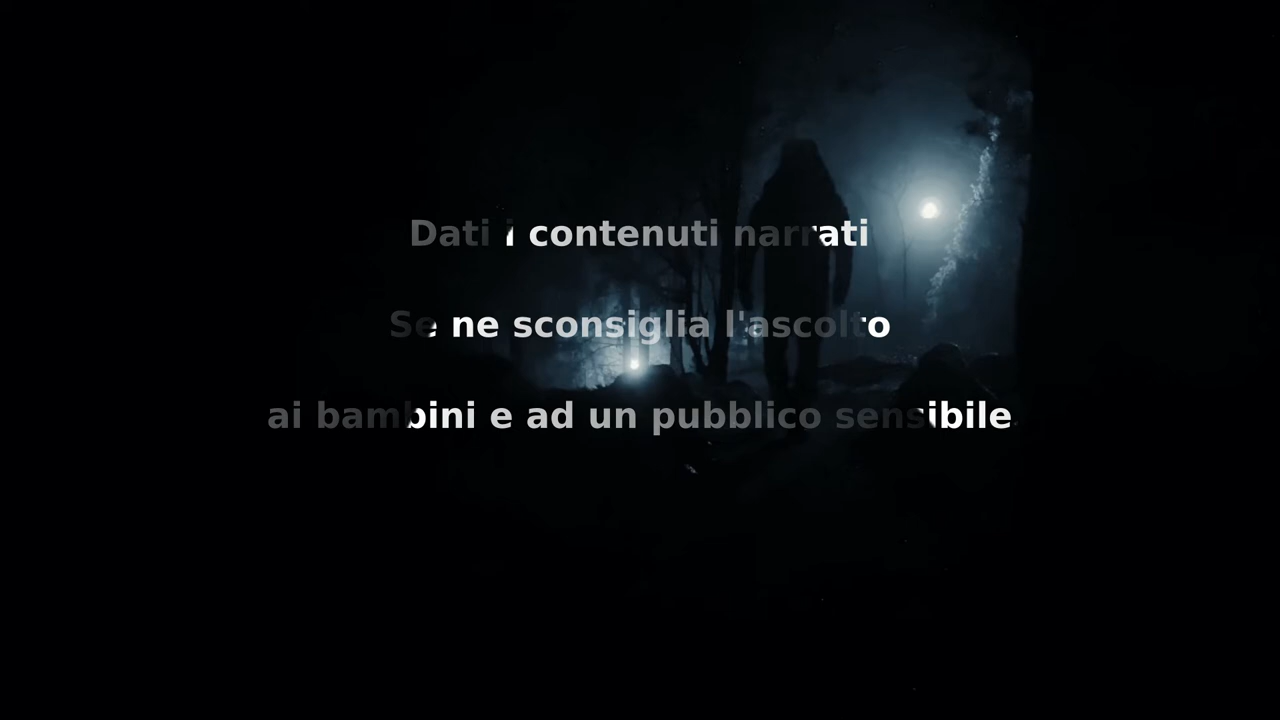 Dati i contenuti narrati
Se ne sconsiglia l'ascolto
ai bambini e ad un pubblico sensibile